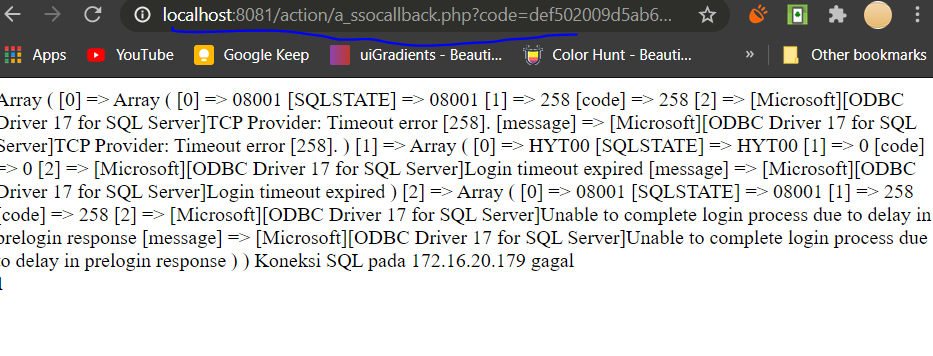 localhost:8081/action/a_ssocallback.php?code=def502009d5ab6...
Apps YouTube Google Keep uiGradients - Beauti... Color Hunt - Beauti... » Other bookmarks
Array ( [0] => Array ( [0] => 08001 [SQLSTATE] => 08001 [1] => 258 [code] => 258 [2] => [Microsoft][ODBC
Driver 17 for SQL Server]TCP Provider: Timeout error [258]. [message] => [Microsoft][ODBC Driver 17 for SQL
Server]TCP Provider: Timeout error [258]. ) [1] => Array ( [0] => HYT00 [SQLSTATE] => HYT00 [1] => 0 [code]
=> 0 [2] => [Microsoft][ODBC Driver 17 for SQL Server]Login timeout expired [message] => [Microsoft][ODBC
Driver 17 for SQL Server]Login timeout expired ) [2] => Array ( [0] => 08001 [SQLSTATE] => 08001 [1] => 258
[code] => 258 [2] => [Microsoft][ODBC Driver 17 for SQL Server]Unable to complete login process due to delay in
prelogin response [message] => [Microsoft][ODBC Driver 17 for SQL Server]Unable to complete login process due
to delay in prelogin response ) ) Koneksi SQL pada 172.16.20.179 gagal
1